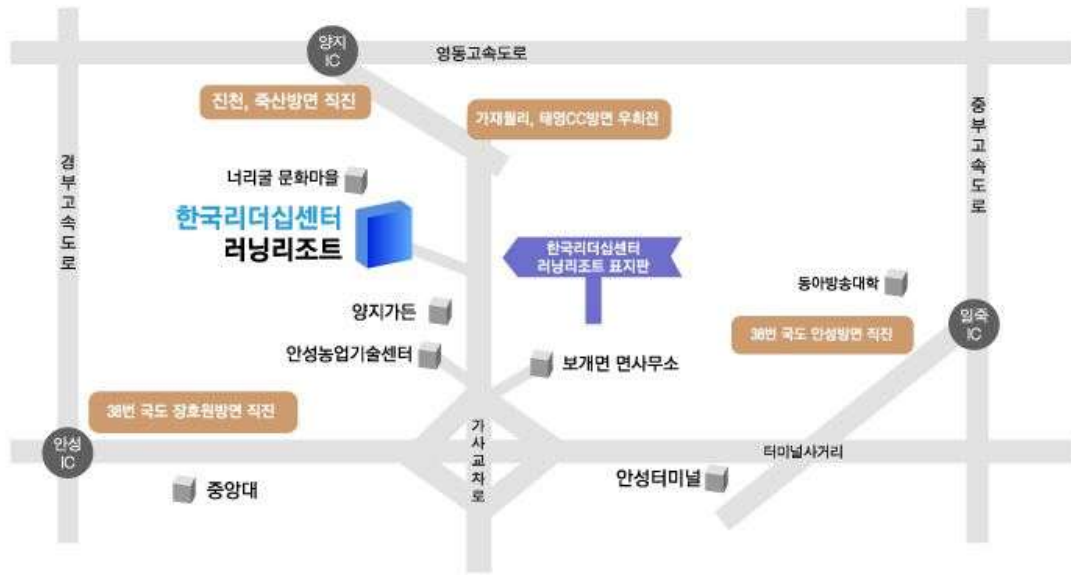 양지
IC
영동고속도로
진천, 죽산방면 직진
가재월리, 태영CC방면 우회전
중부고속도로
경부고속도로
너리굴 문화마을
한국리더십센터
러닝리조트
한국리더십센터
러닝리조트 표지판
동아방송대학
양지가든
일죽
IC
38번 국도 안성방면 직진
안성농업기술센터
보개면 면사무소
38번 국도 장호원방면 직진
가사교차로
안성
IC
터미널사거리
안성터미널
중앙대